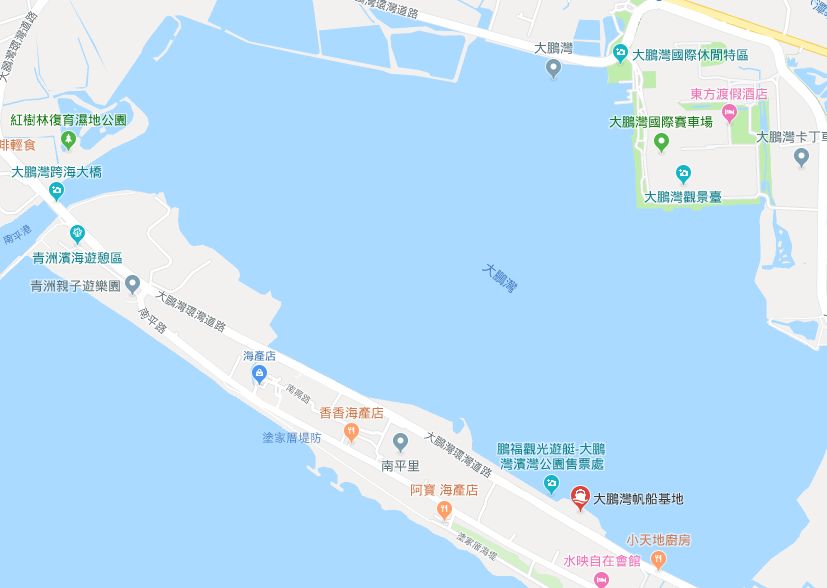 大鵬灣環灣道路
灣環灣道路
大鵬灣
大鵬灣國際休閒特區
東方渡假酒店
大鵬灣國際賽車場
大鵬灣卡丁車
大鵬灣觀景臺
紅樹林復育濕地公園
啡輕食
大鵬灣跨海大橋
南平港
青洲濱海遊憩區
青洲親子遊樂園
大鵬灣環灣道路
南平路
大鵬灣
海產店
南興路
香香海產店
塗家厝堤防
南平里
大鵬灣環灣道路
鵬福觀光遊艇-大鵬
灣濱灣公園售票處
大鵬灣帆船基地
阿寶 海產店
塗家厝海堤
小天地廚房
水映自在會館